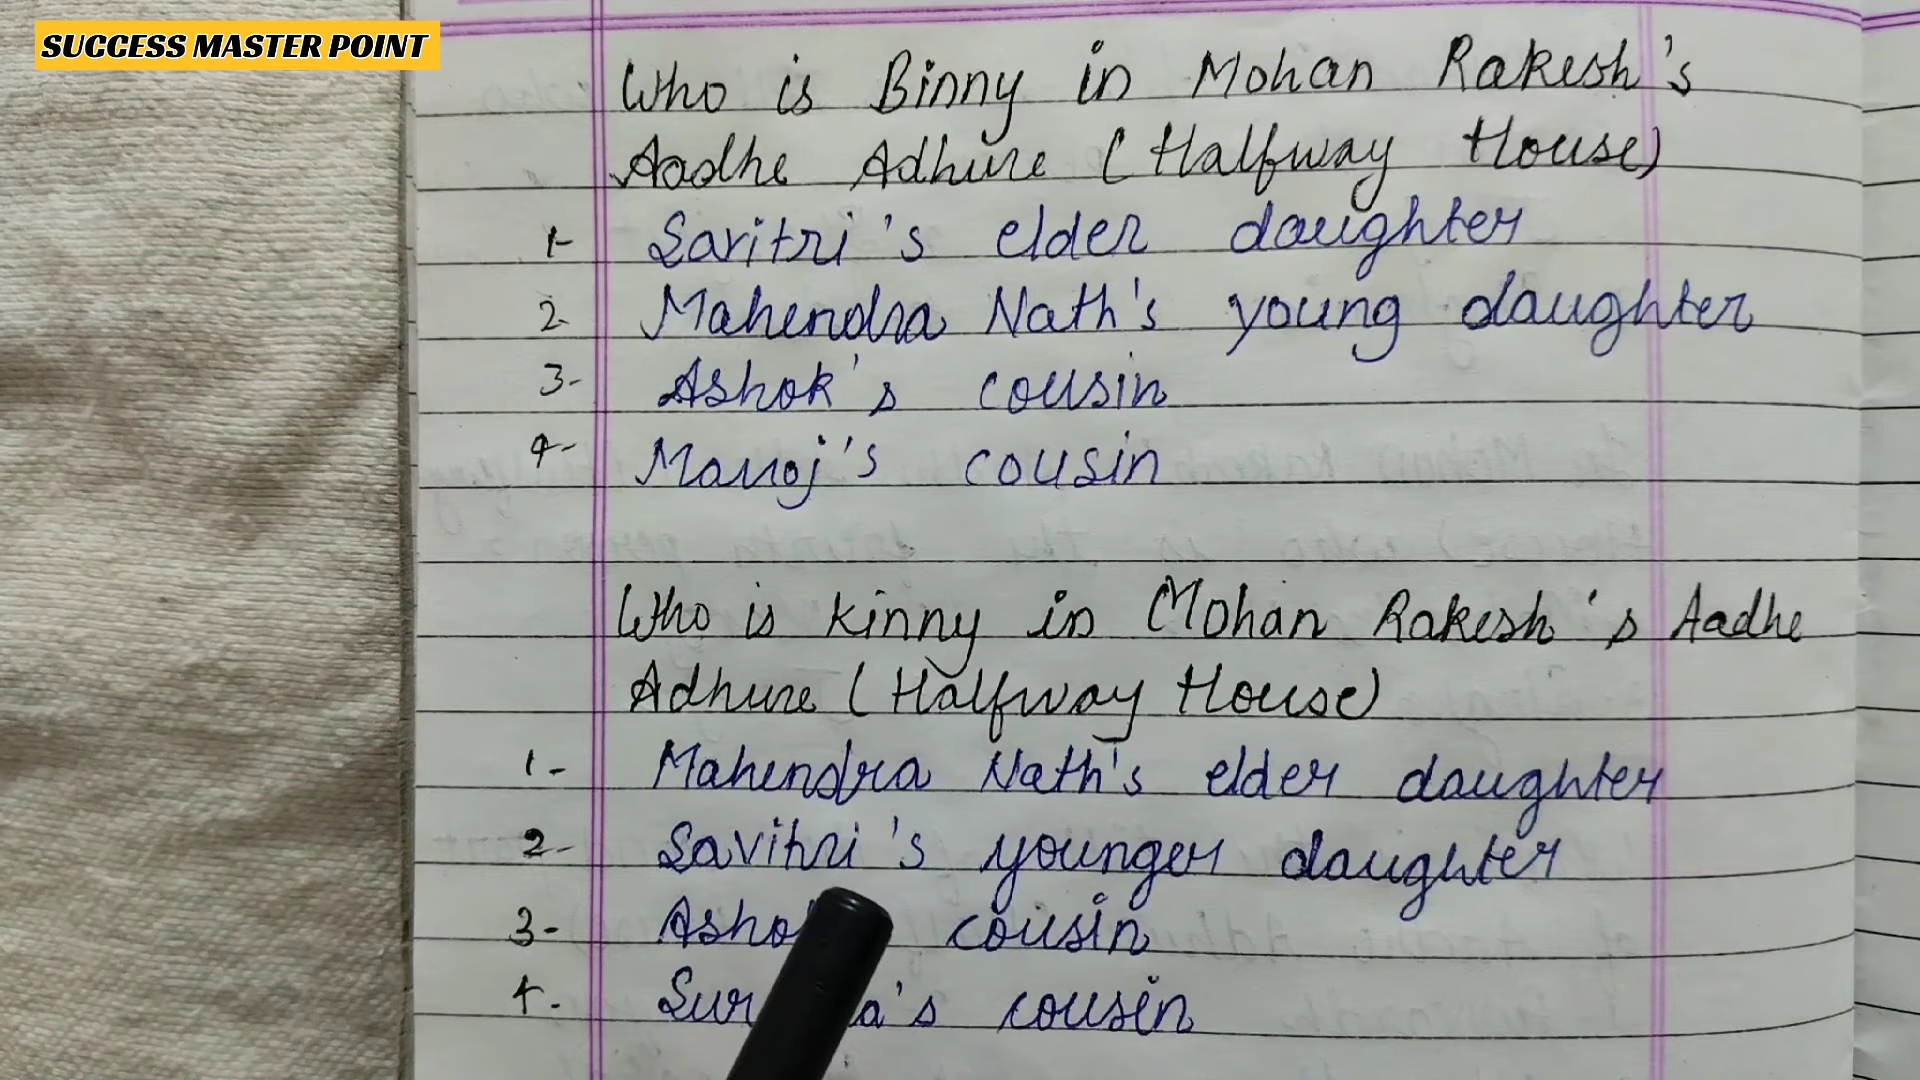 SUCCESS MASTER POINT
Who is Binny in Mohan Rakesh's
Aadhe Adhure (Halfway House)
1- Savitri's elder daughter
2- Mahendra Nath's young daughter
3- Ashok's cousin
4- Manoj's cousin
Who is Kinny in Mohan Rakesh's Aadhe
Adhure (Halfway House)
1- Mahendra Nath's elder daughter
2- Savitri's younger daughter
3- cousin
4- cousin